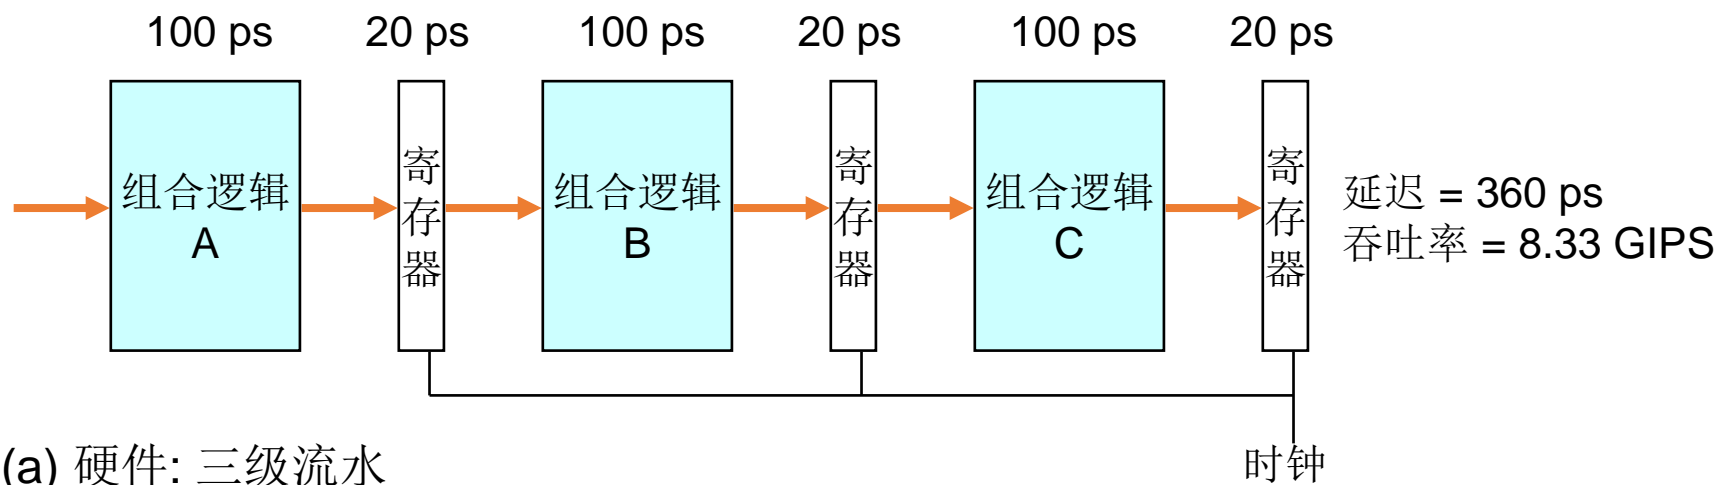 100 ps 20 ps 100 ps 20 ps 100 ps 20 ps
组合逻辑
A
寄存器
组合逻辑
B
寄存器
组合逻辑
C
寄存器
延迟 = 360 ps
吞吐率 = 8.33 GIPS
时钟
(a) 硬件: 三级流水